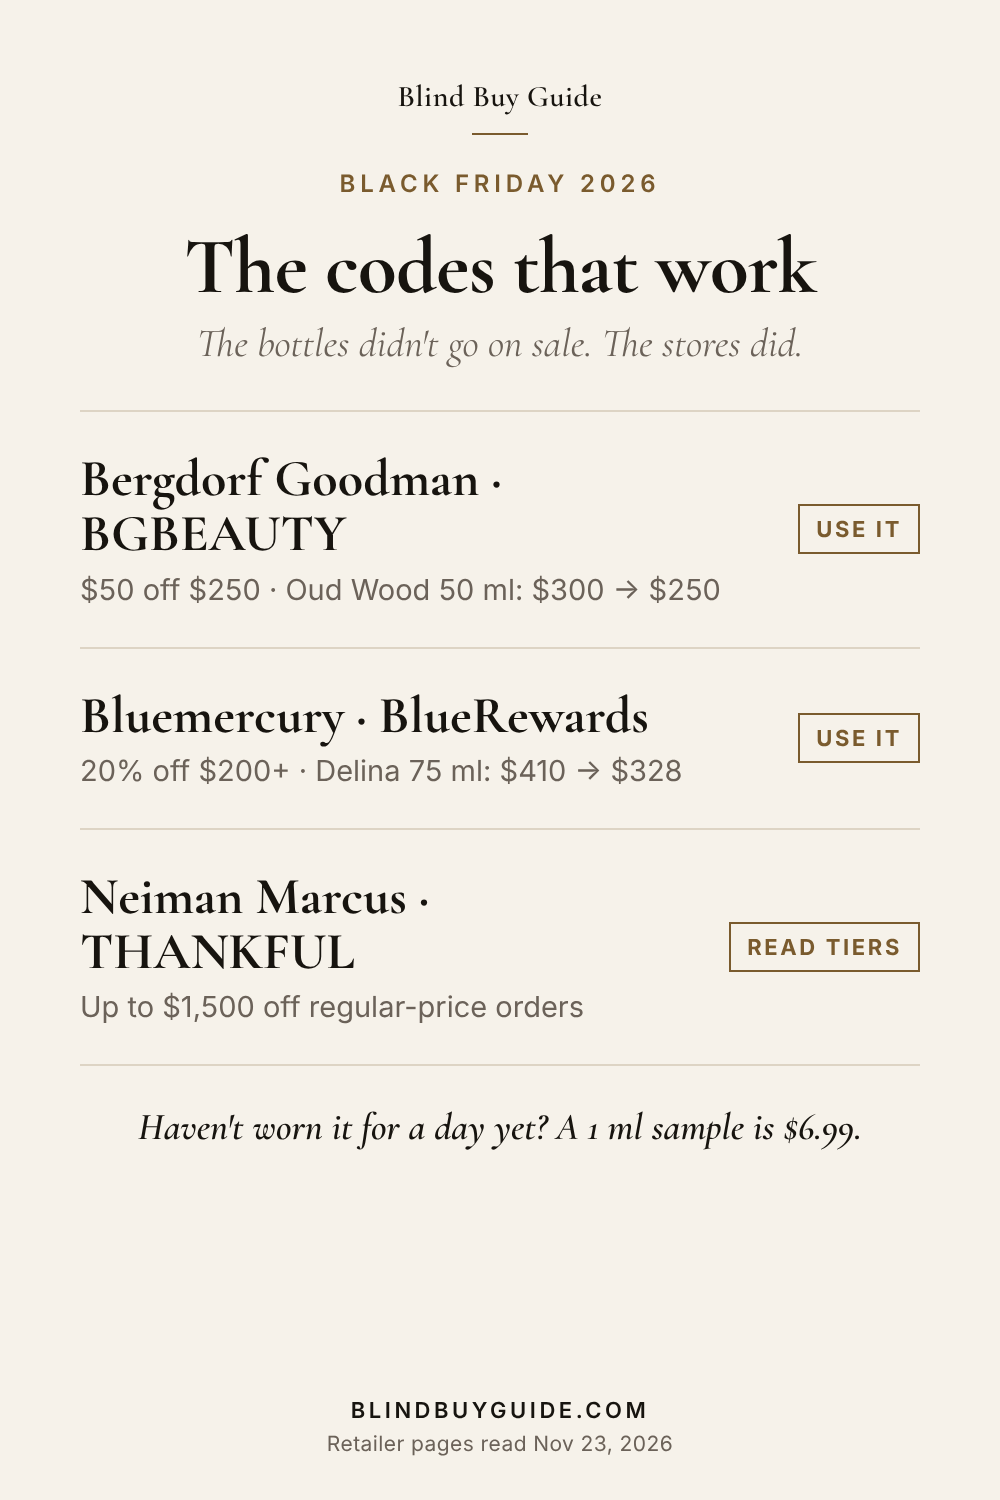 Blind Buy Guide
BLACK FRIDAY 2026
The codes that work
The bottles didn't go on sale. The stores did.
Bergdorf Goodman ·
BGBEAUTY
USE IT
$50 off $250 · Oud Wood 50 ml: $300 → $250
Bluemercury · BlueRewards
USE IT
20% off $200+ · Delina 75 ml: $410 → $328
Neiman Marcus ·
THANKFUL
READ TIERS
Up to $1,500 off regular-price orders
Haven't worn it for a day yet? A 1 ml sample is $6.99.
BLINDBUYGUIDE.COM
Retailer pages read Nov 23, 2026